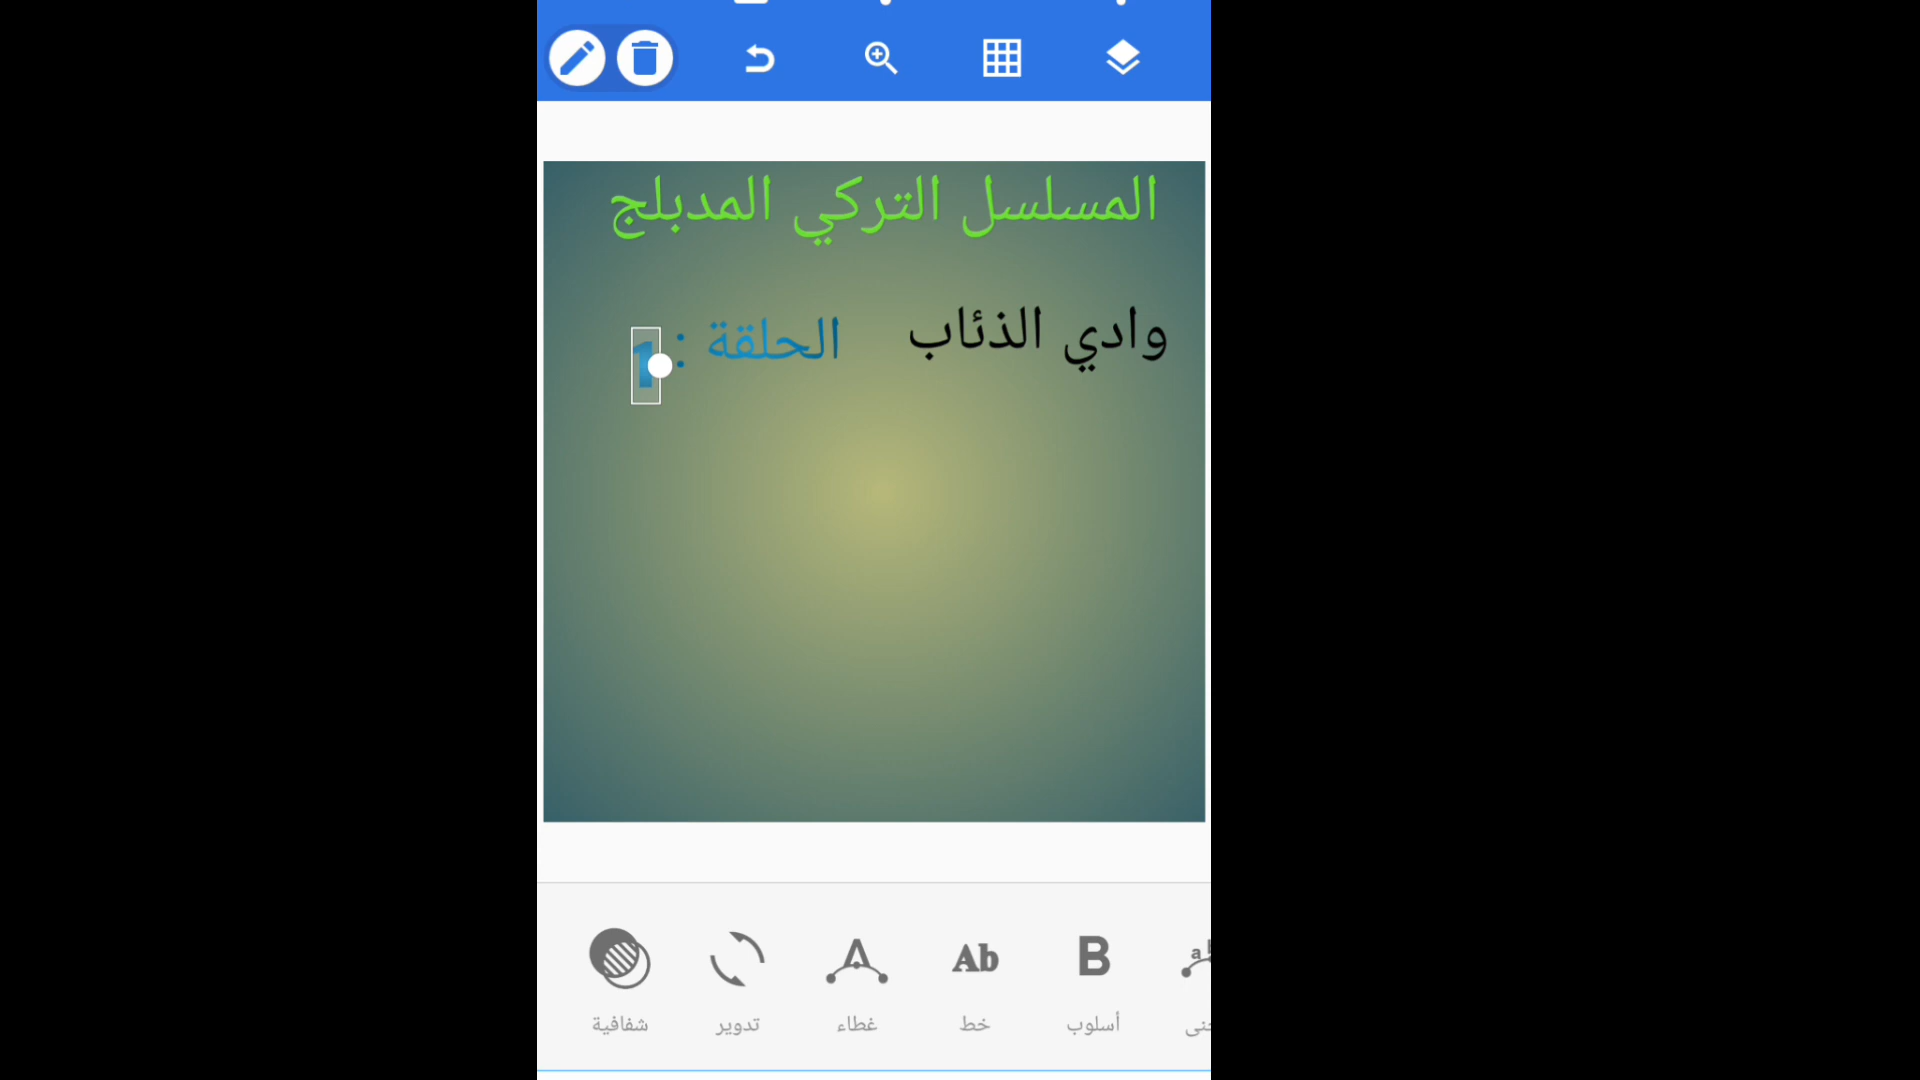 المسلسل التركي المدبلج
وادي الذئاب
الحلقة :
1
Ab
B
شفافية
تدوير
غطاء
خط
أسلوب